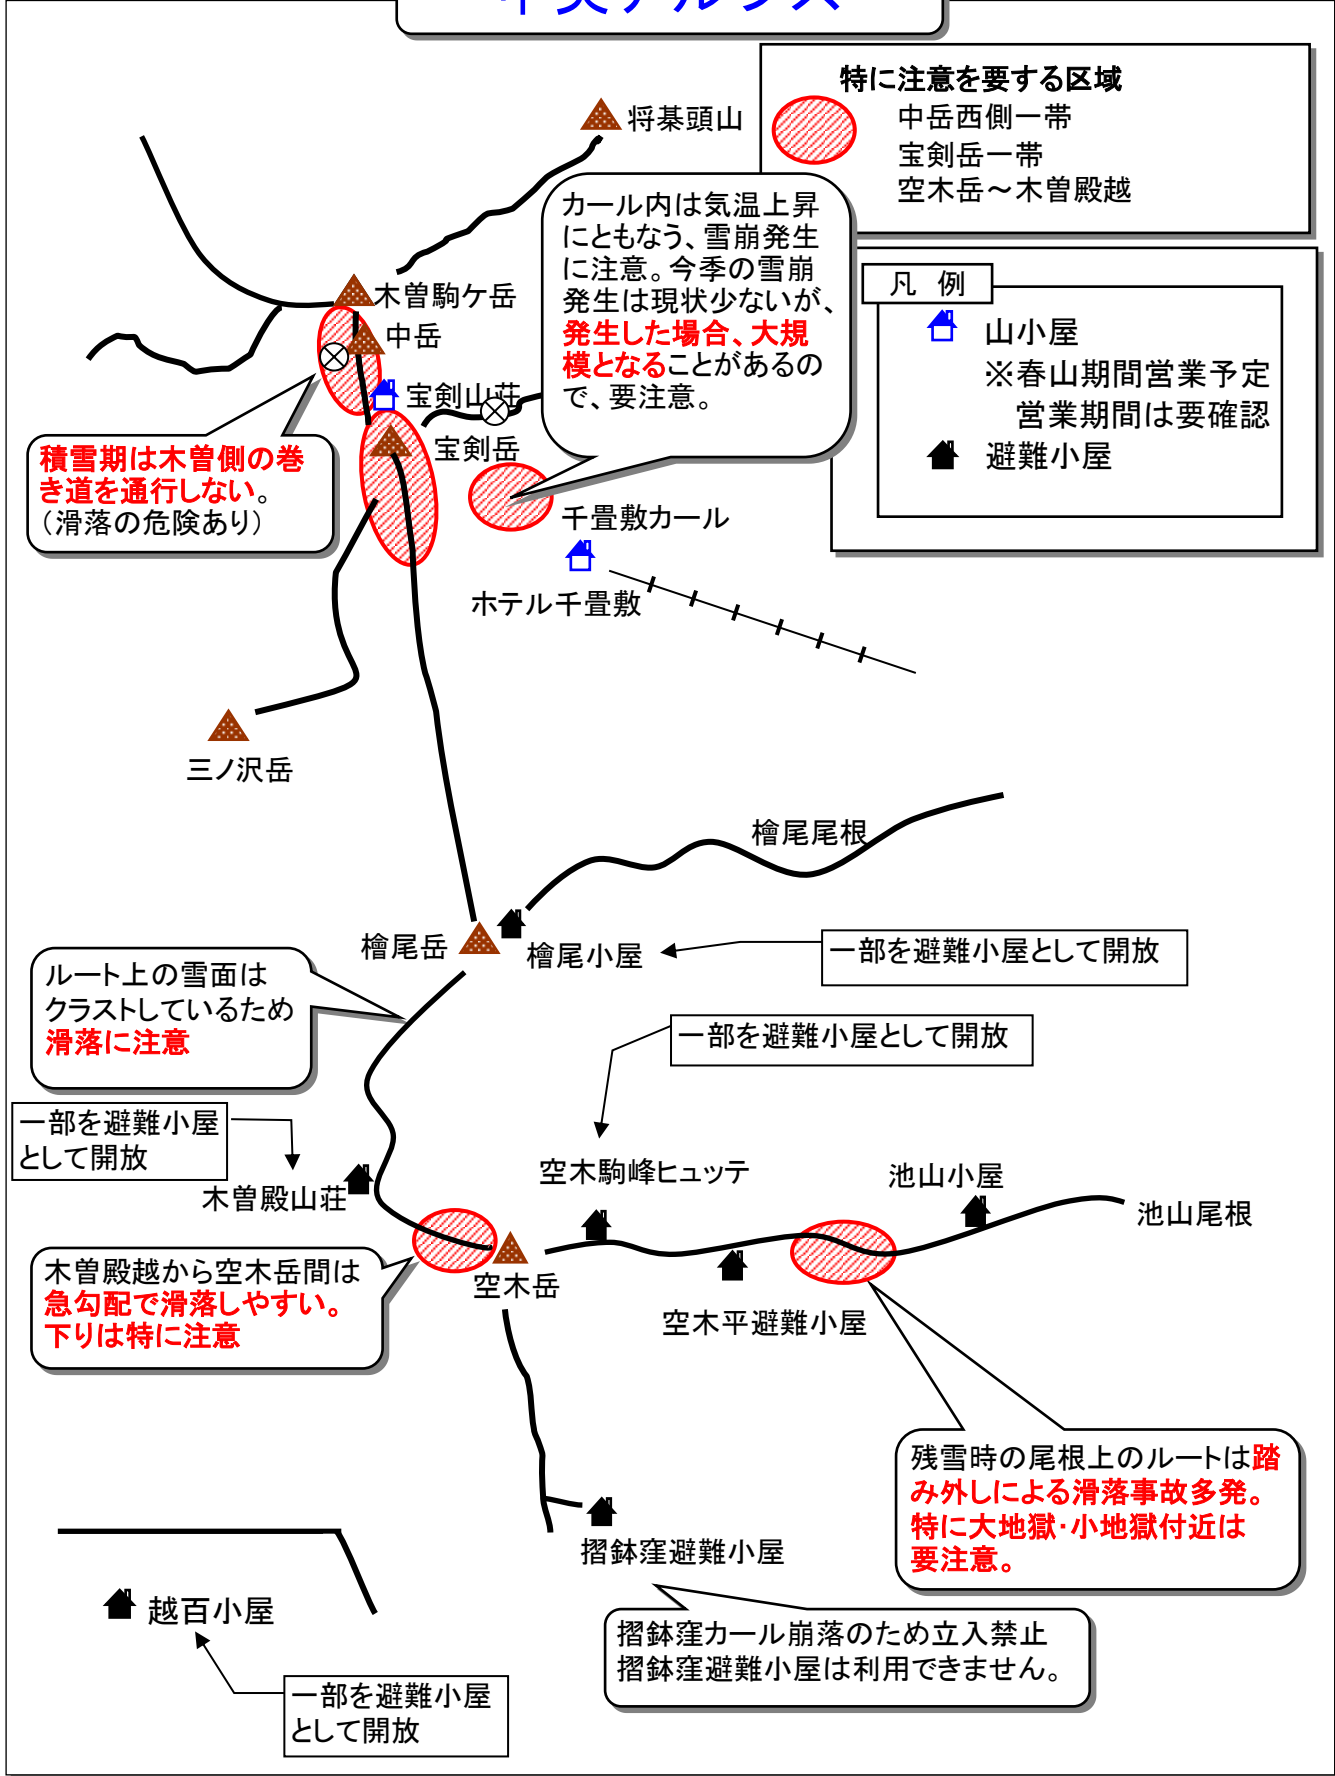 中央アルプス
特に注意を要する区域
中岳西側一帯
宝剣岳一帯
空木岳～木曽殿越
将棊頭山
カール内は気温上昇
にともなう、雪崩発生
に注意。今季の雪崩
発生は現状少ないが、
発生した場合、大規
模となることがあるの
で、要注意。
凡　例
山小屋
※春山期間営業予定
営業期間は要確認
避難小屋
木曽駒ケ岳
中岳
宝剣山荘
宝剣岳
積雪期は木曽側の巻
き道を通行しない。
（滑落の危険あり）
千畳敷カール
ホテル千畳敷
三ノ沢岳
檜尾尾根
檜尾岳
檜尾小屋
一部を避難小屋として開放
ルート上の雪面は
クラストしているため
滑落に注意
一部を避難小屋として開放
一部を避難小屋
として開放
木曽殿山荘
空木駒峰ヒュッテ
池山小屋
池山尾根
木曽殿越から空木岳間は
急勾配で滑落しやすい。
下りは特に注意
空木岳
空木平避難小屋
残雪時の尾根上のルートは踏
み外しによる滑落事故多発。
特に大地獄・小地獄付近は
要注意。
摺鉢窪避難小屋
摺鉢窪カール崩落のため立入禁止
摺鉢窪避難小屋は利用できません。
越百小屋
一部を避難小屋
として開放